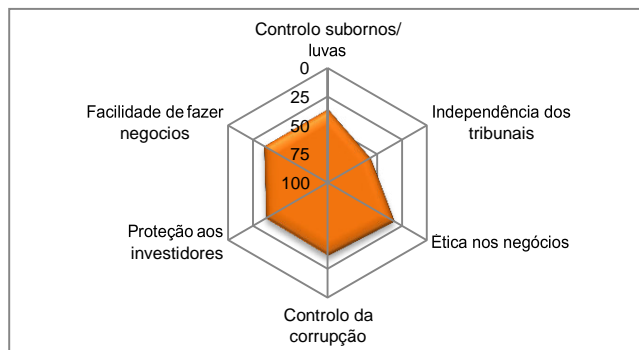 Controlo subornos/
luvas
0
25
50
75
100
Facilidade de fazer
negocios
Independência dos
tribunais
Proteção aos
investidores
Ética nos negócios
Controlo da
corrupção